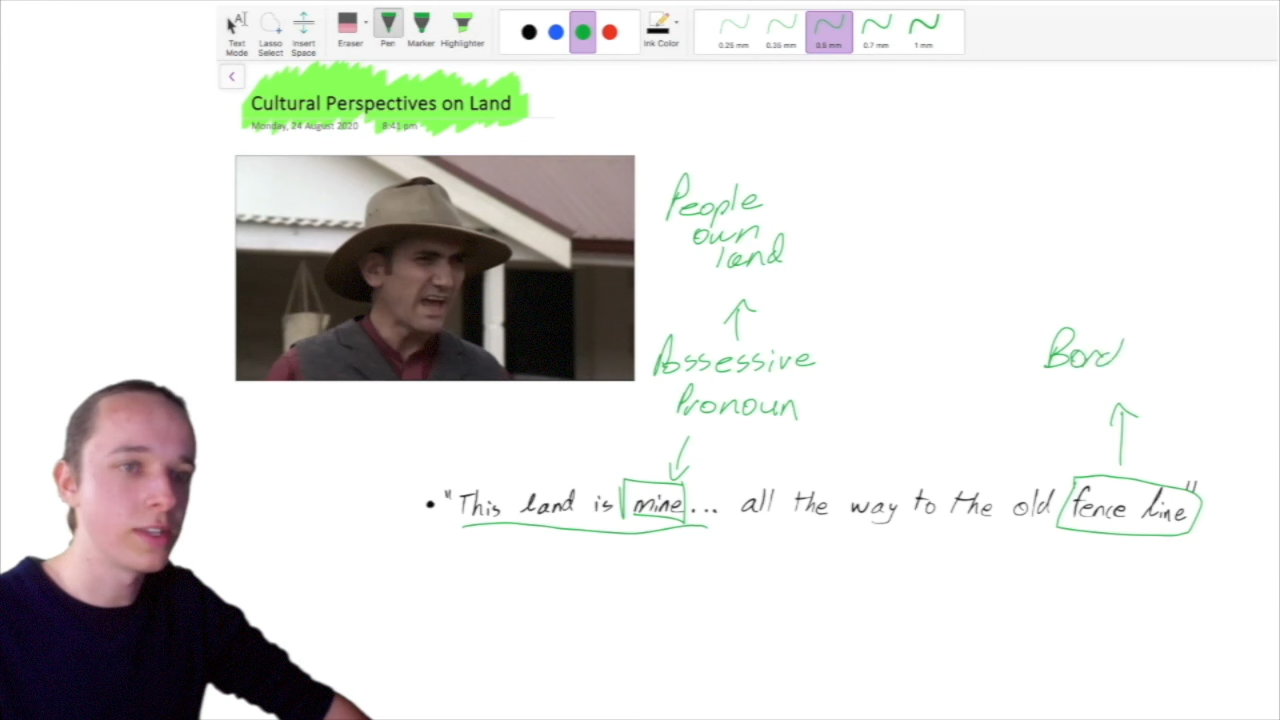 Text Mode
Lasso Select
Insert Space
Eraser
Pen
Marker
Highlighter
Ink Color
0.25 mm
0.35 mm
0.5 mm
0.7 mm
1 mm
Cultural Perspectives on Land
Monday, 24 August 2020 8:41 pm
People
own
land
Possessive
Pronoun
Bord
• "This land is mine... all the way to the old fence line"